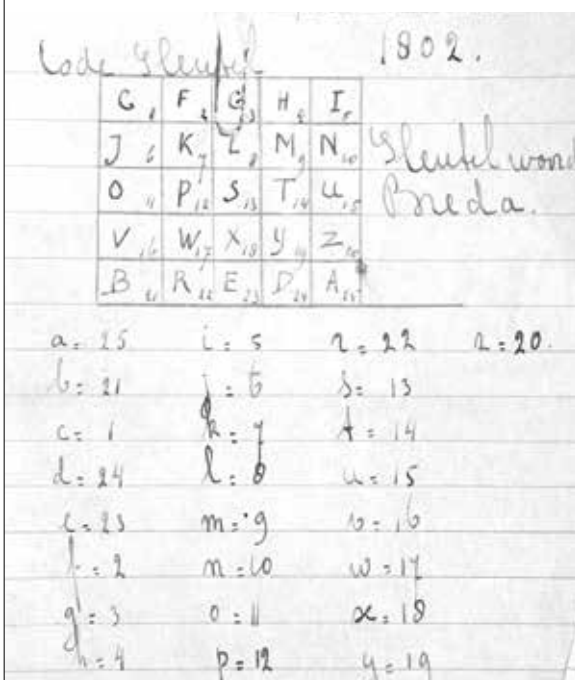 Code Sleutel 1802.
C 1 F 2 G 3 H 4 I 5
J 6 K 7 L 8 M 9 N 10
O 11 P 12 S 13 T 14 U 15
V 16 W 17 X 18 Y 19 Z 20
B 21 R 22 E 23 D 24 A 25
Sleutel woord
Breda.
a = 25 i = 5 r = 22 z = 20.
b = 21 j = 6 s = 13
c = 1 k = 7 t = 14
d = 24 l = 8 u = 15
e = 23 m = 9 v = 16
f = 2 n = 10 w = 17
g = 3 o = 11 x = 18
h = 4 p = 12 y = 19